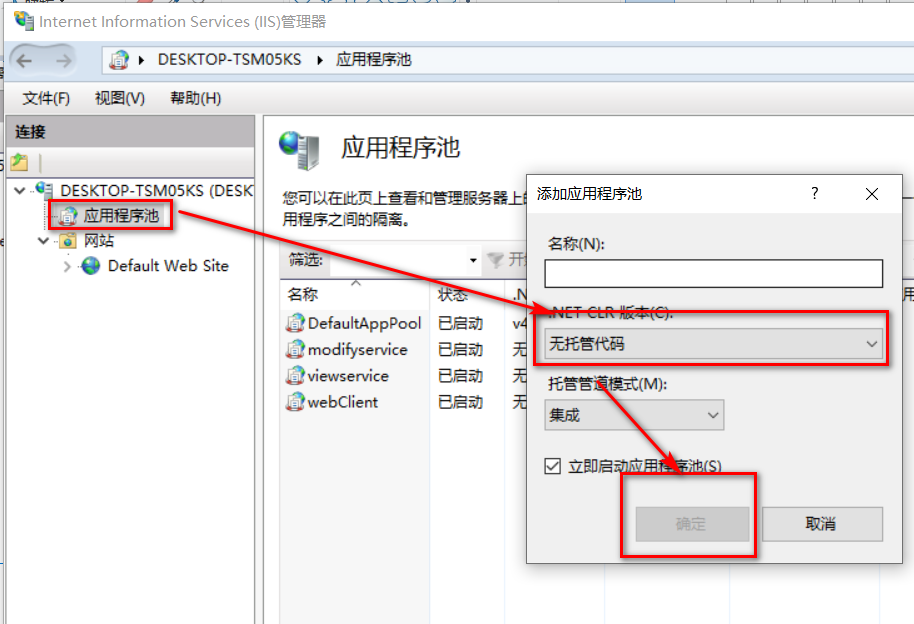 Internet Information Services (IIS)管理器
DESKTOP-TSM05KS
应用程序池
文件(F)
视图(V)
帮助(H)
连接
DESKTOP-TSM05KS (DESK
应用程序池
网站
Default Web Site
应用程序池
您可以在此页上查看和管理服务器上的
用程序之间的隔离。
筛选:
名称
状态
.N
DefaultAppPool
已启动
v4
modifyservice
已启动
无
viewservice
已启动
无
webClient
已启动
无
添加应用程序池
?
名称(N):
.NET CLR 版本(C):
无托管代码
托管管道模式(M):
集成
立即启动应用程序池(S)
确定
取消